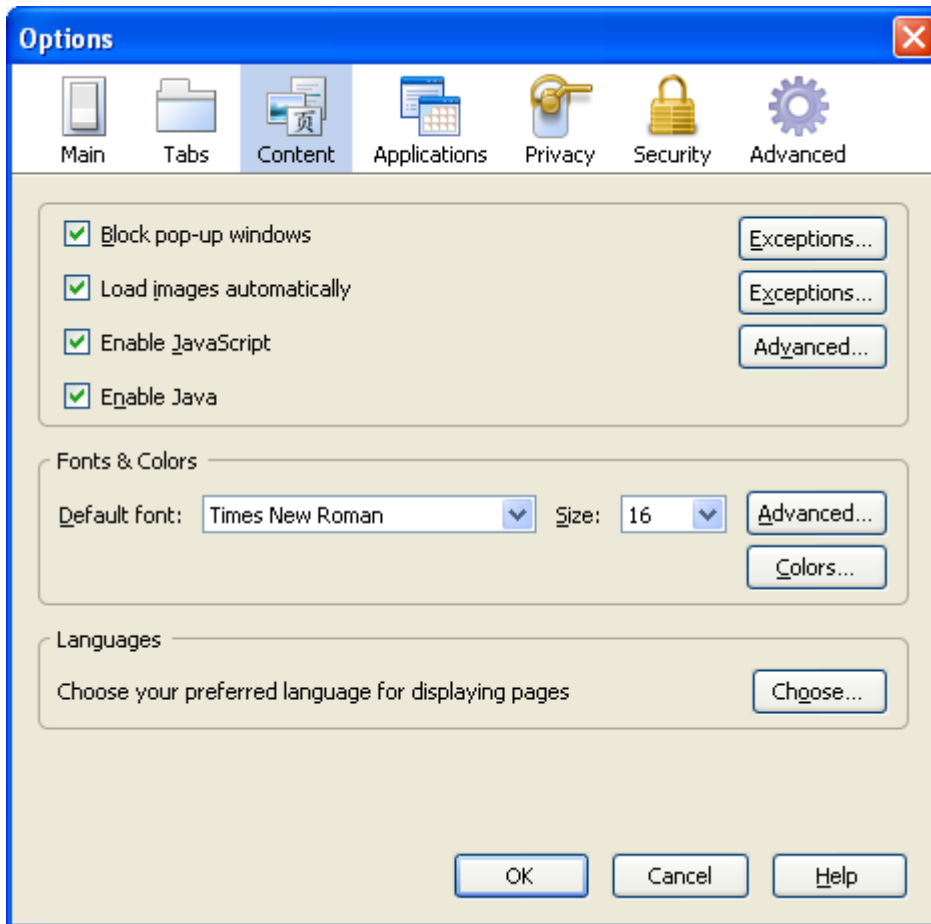 Options
Main Tabs Content Applications Privacy Security Advanced
页
Block pop-up windows Exceptions...
Load images automatically Exceptions...
Enable JavaScript Advanced...
Enable Java
Fonts & Colors
Default font: Times New Roman Size: 16 Advanced...
Colors...
Languages
Choose your preferred language for displaying pages Choose...
OK Cancel Help